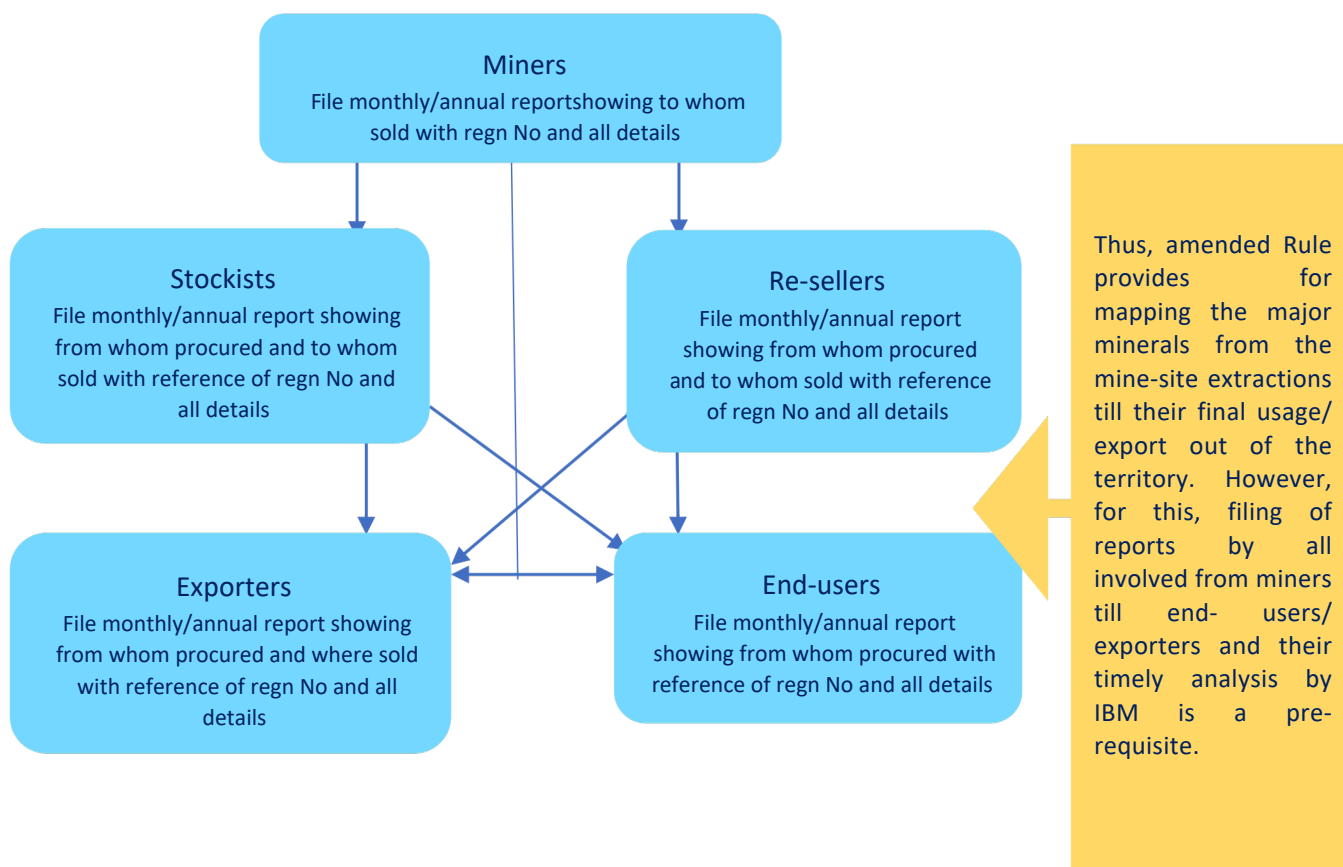 Miners
File monthly/annual reportshowing to whom
sold with regn No and all details
Stockists
File monthly/annual report showing
from whom procured and to whom
sold with reference of regn No and
all details
Re-sellers
File monthly/annual report
showing from whom procured
and to whom sold with reference
of regn No and all details
Exporters
File monthly/annual report showing
from whom procured and where sold
with reference of regn No and all
details
End-users
File monthly/annual report
showing from whom procured with
reference of regn No and all details
Thus, amended Rule
provides for
mapping the major
minerals from the
mine-site extractions
till their final usage/
export out of the
territory. However,
for this, filing of
reports by all
involved from miners
till end- users/
exporters and their
timely analysis by
IBM is a pre-
requisite.